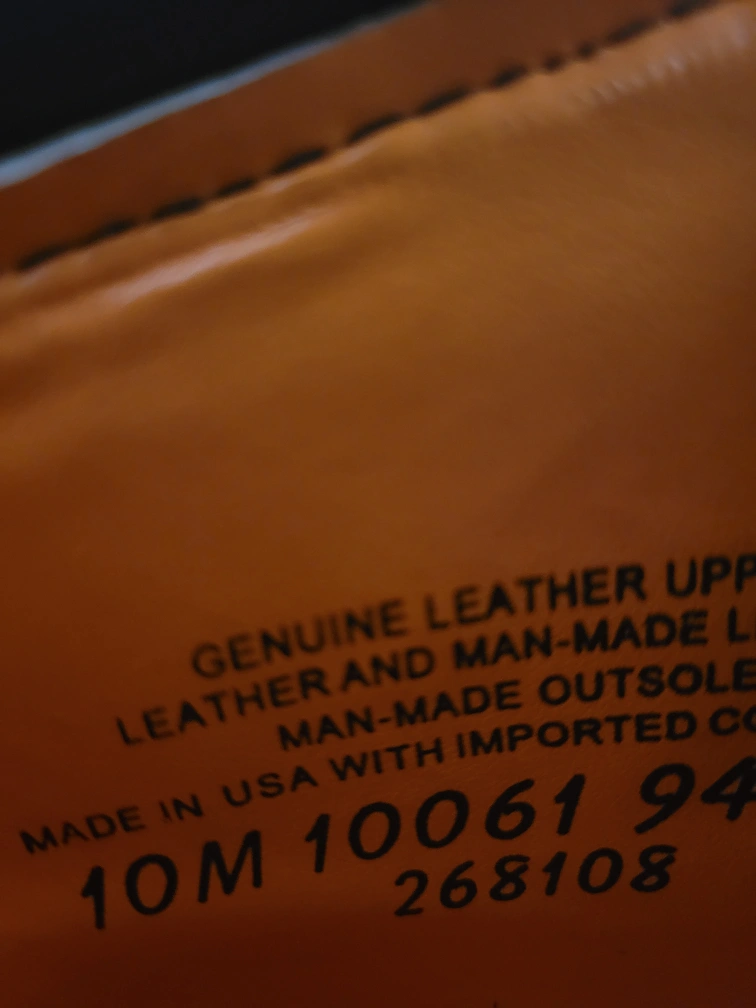 GENUINE LEATHER UPP
LEATHER AND MAN-MADE L
MAN-MADE OUTSOLE
MADE IN USA WITH IMPORTED CO
10M 10061 94
268108